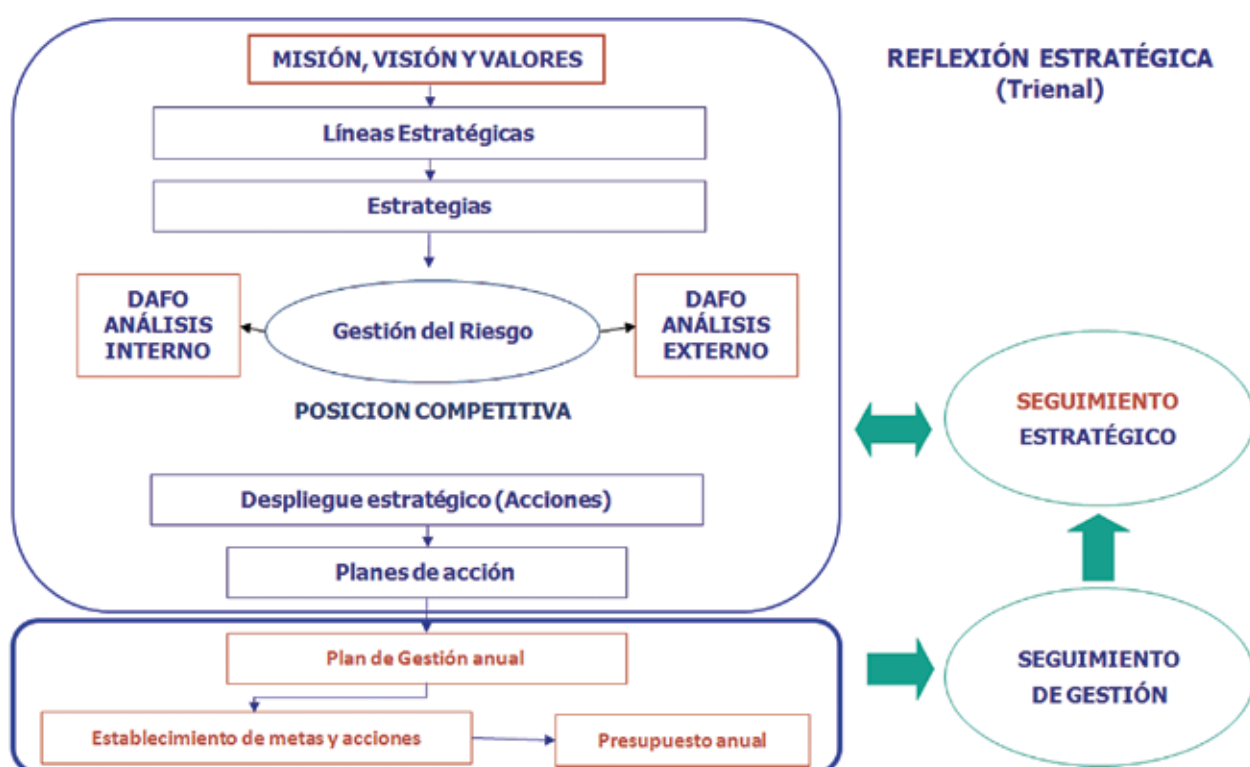 MISIÓN, VISIÓN Y VALORES
REFLEXIÓN ESTRATÉGICA
(Trienal)
Líneas Estratégicas
Estrategias
DAFO
ANÁLISIS
INTERNO
Gestión del Riesgo
DAFO
ANÁLISIS
EXTERNO
POSICION COMPETITIVA
SEGUIMIENTO
ESTRATÉGICO
Despliegue estratégico (Acciones)
Planes de acción
Plan de Gestión anual
SEGUIMIENTO
DE GESTIÓN
Establecimiento de metas y acciones
Presupuesto anual